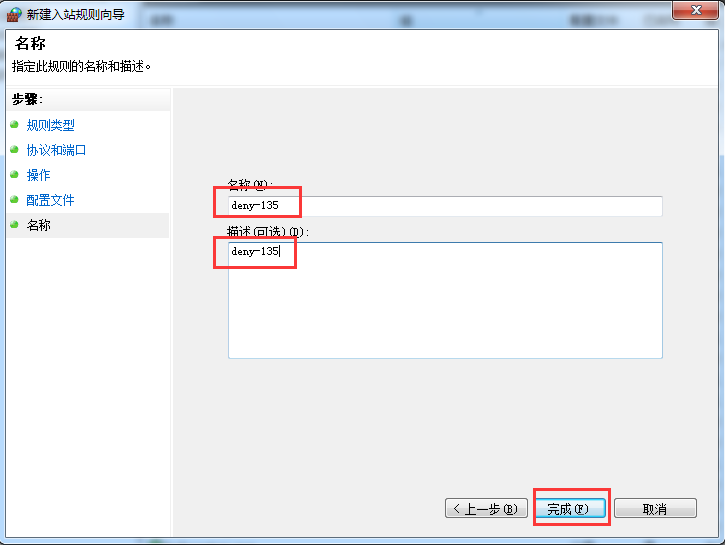 新建入站规则向导
名称
指定此规则的名称和描述。
步骤:
规则类型
协议和端口
操作
配置文件
名称
名称(N):
deny-135
描述(可选)(D):
deny-135
< 上一步(B)
完成(F)
取消